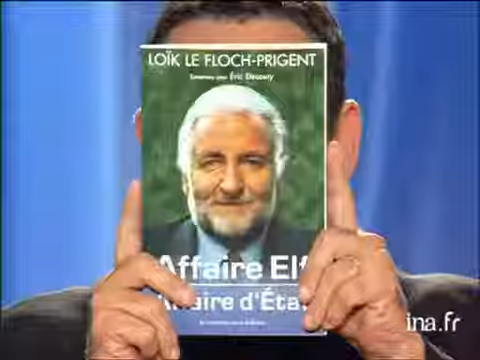 LOÏK LE FLOCH-PRIGENT
Éric Decouty
Affaire Elf
Affaire d'État
ina.fr